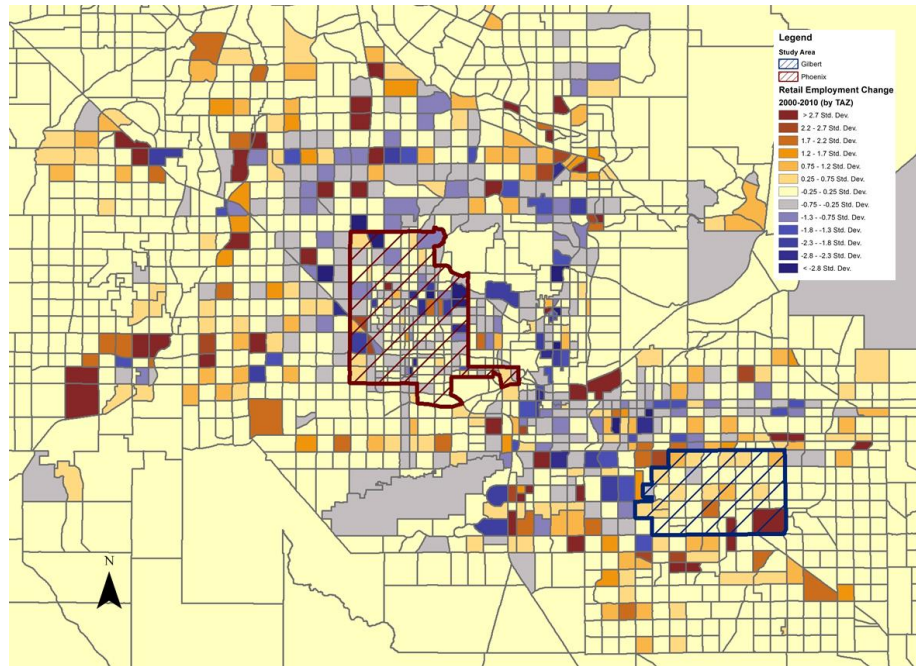 Legend
Study Area
Gilbert
Phoenix
Retail Employment Change
2000-2010 (by TAZ)
> 2.7 Std. Dev.
2.2 - 2.7 Std. Dev.
1.7 - 2.2 Std. Dev.
1.2 - 1.7 Std. Dev.
0.75 - 1.2 Std. Dev.
0.25 - 0.75 Std. Dev.
-0.25 - 0.25 Std. Dev.
-0.75 - -0.25 Std. Dev.
-1.3 - -0.75 Std. Dev.
-1.8 - -1.3 Std. Dev.
-2.3 - -1.8 Std. Dev.
-2.8 - -2.3 Std. Dev.
< -2.8 Std. Dev.
N